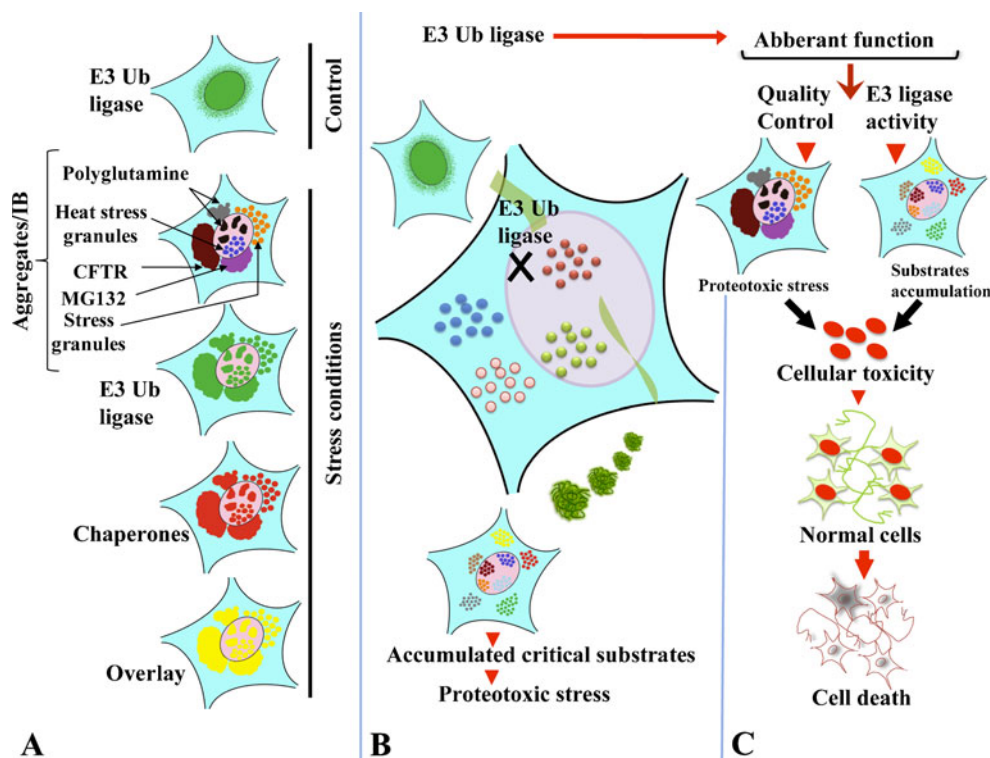 E3 Ub
ligase
Control
Aggregates/IB
Polyglutamine
Heat stress
granules
CFTR
MG132
Stress
granules
E3 Ub
ligase
Chaperones
Overlay
Stress conditions
A
E3 Ub ligase
E3 Ub
ligase
Accumulated critical substrates
Proteotoxic stress
B
Abberant function
Quality
Control
E3 ligase
activity
Proteotoxic stress
Substrates
accumulation
Cellular toxicity
Normal cells
Cell death
C